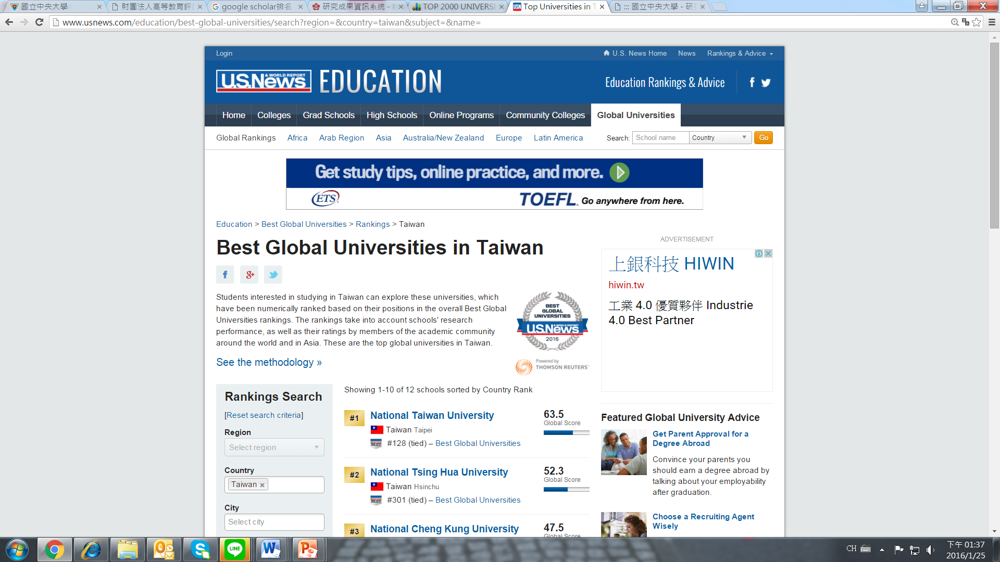 國立中央大學
財團法人高等教育評
google scholar排名
研究成果資訊系統 -
TOP 2000 UNIVERSI
Top Universities in T
::: 國立中央大學 - 研
www.usnews.com/education/best-global-universities/search?region=&country=taiwan&subject=&name=
Login
U.S. News Home
News
Rankings & Advice
U.S.News & WORLD REPORT EDUCATION
Education Rankings & Advice
Home
Colleges
Grad Schools
High Schools
Online Programs
Community Colleges
Global Universities
Global Rankings
Africa
Arab Region
Asia
Australia/New Zealand
Europe
Latin America
Search:
School name
Country
Go
Get study tips, online practice, and more.
ETS
TOEFL. Go anywhere from here.
Education > Best Global Universities > Rankings > Taiwan
Best Global Universities in Taiwan
Students interested in studying in Taiwan can explore these universities, which
have been numerically ranked based on their positions in the overall Best Global
Universities rankings. The rankings take into account schools' research
performance, as well as their ratings by members of the academic community
around the world and in Asia. These are the top global universities in Taiwan.
See the methodology »
BEST
GLOBAL
UNIVERSITIES
U.S.News & WORLD REPORT
2016
Powered by
THOMSON REUTERS
ADVERTISEMENT
上銀科技 HIWIN
hiwin.tw
工業 4.0 優質夥伴 Industrie
4.0 Best Partner
Rankings Search
[Reset search criteria]
Region
Select region
Country
Taiwan
City
Select city
Showing 1-10 of 12 schools sorted by Country Rank
#1
National Taiwan University
Taiwan Taipei
BEST #128 (tied) – Best Global Universities
63.5
Global Score
#2
National Tsing Hua University
Taiwan Hsinchu
BEST #301 (tied) – Best Global Universities
52.3
Global Score
#3
National Cheng Kung University
47.5
Global Score
Featured Global University Advice
Get Parent Approval for a
Degree Abroad
Convince your parents you
should earn a degree abroad by
talking about your employability
after graduation.
Choose a Recruiting Agent
Wisely
LINE
CH
下午 01:37
2016/1/25